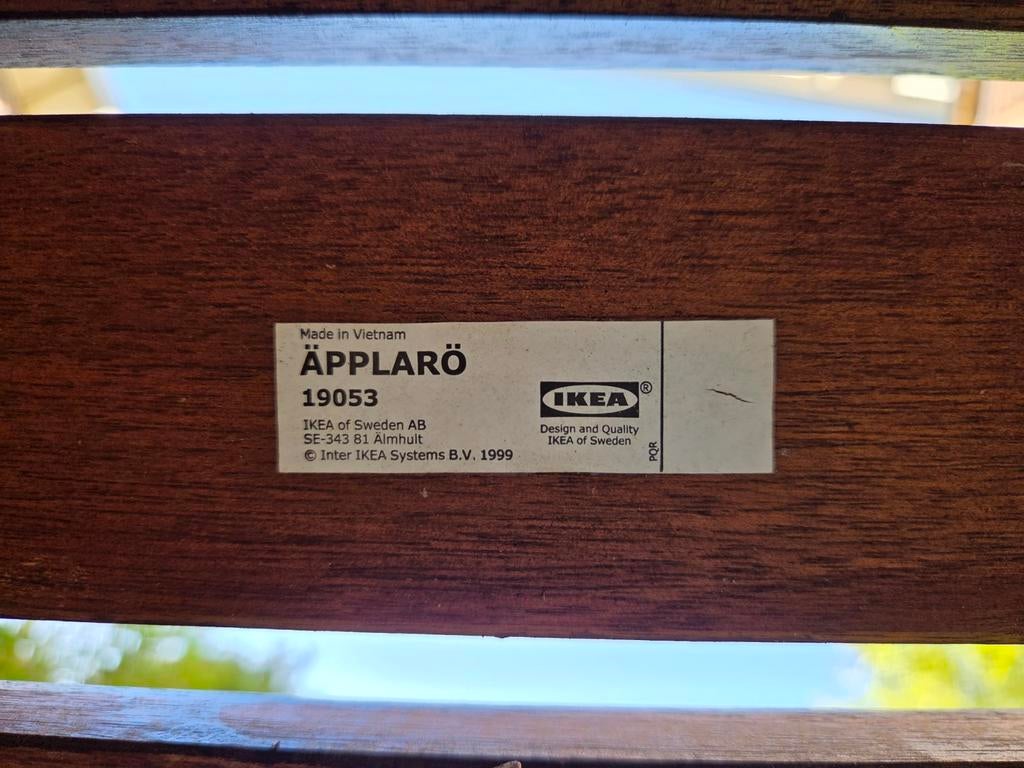 Made in Vietnam
ÄPPLARÖ
19053
IKEA of Sweden AB
SE-343 81 Älmhult
© Inter IKEA Systems B.V. 1999
IKEA®
Design and Quality
IKEA of Sweden
PQR